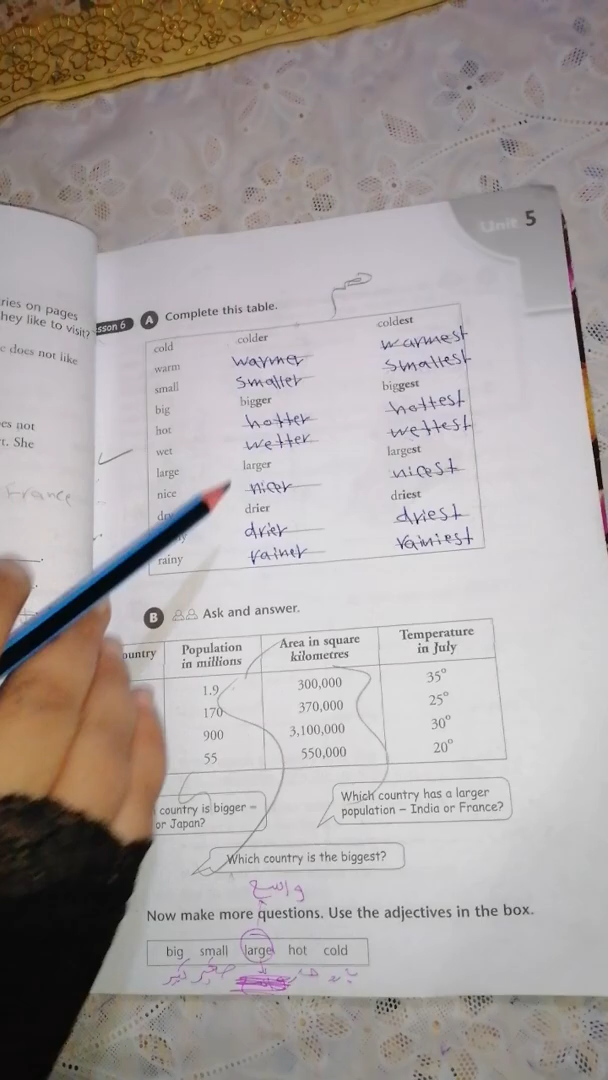 Unit 5
ries on pages
hey like to visit?
e does not like
es not
t. She
France
sson 6 A Complete this table.
cold colder coldest
warm warmer warmest
small smaller smallest
big bigger biggest
hot hotter hottest
wet wetter wettest
large larger largest
nice nicer nicest
dr drier driest
y drier driest
rainy rainer rainiest
B Ask and answer.
ountry Population in millions Area in square kilometres Temperature in July
1.9 300,000 35°
170 370,000 25°
900 3,100,000 30°
55 550,000 20°
country is bigger –
or Japan?
Which country has a larger
population – India or France?
Which country is the biggest?
واسع
Now make more questions. Use the adjectives in the box.
big small large hot cold
كبير صغير